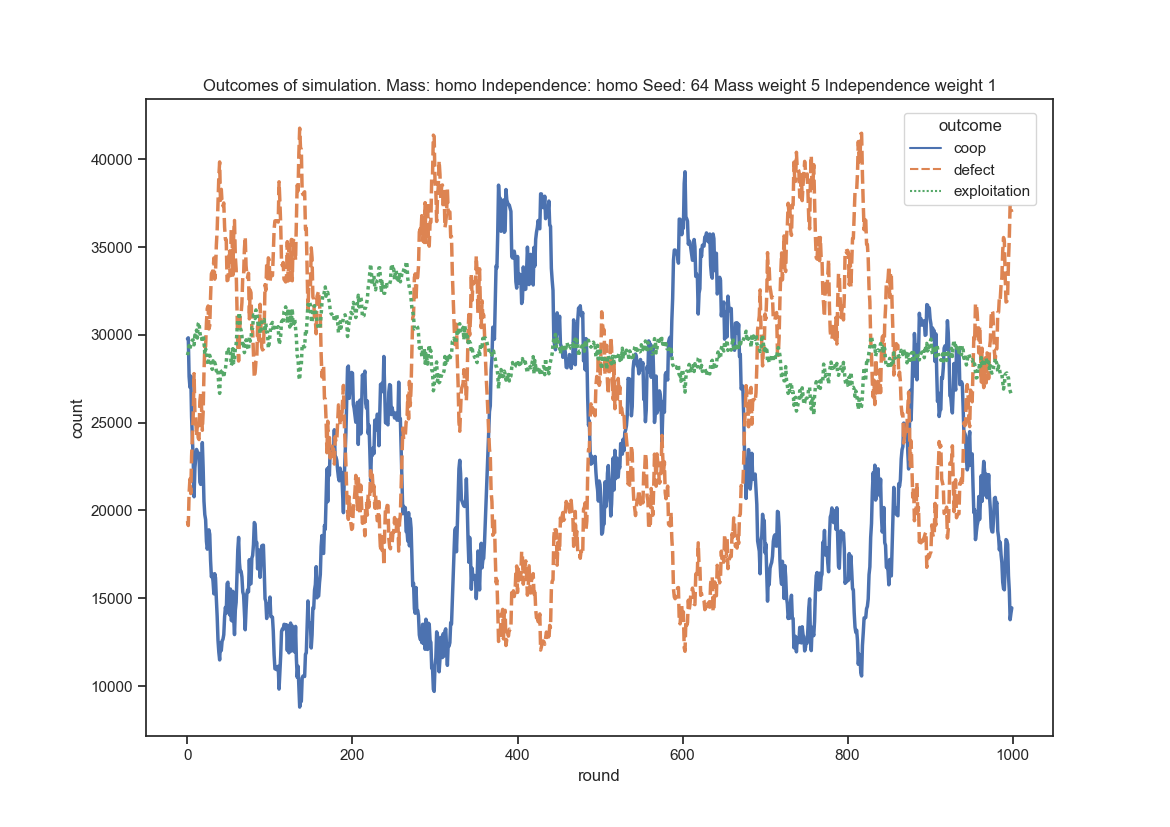 Outcomes of simulation. Mass: homo Independence: homo Seed: 64 Mass weight 5 Independence weight 1
outcome
coop
defect
exploitation
40000
35000
30000
25000
20000
15000
10000
count
0
200
400
600
800
1000
round